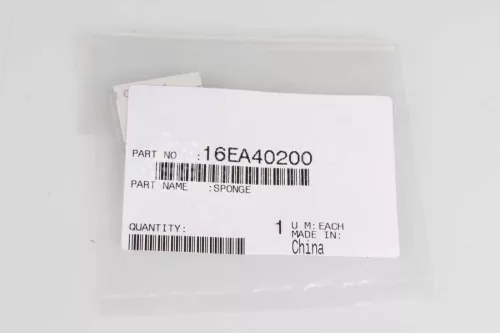 PART NO :16EA40200
PART NAME :SPONGE
QUANTITY: 1 U M:EACH
MADE IN:
China